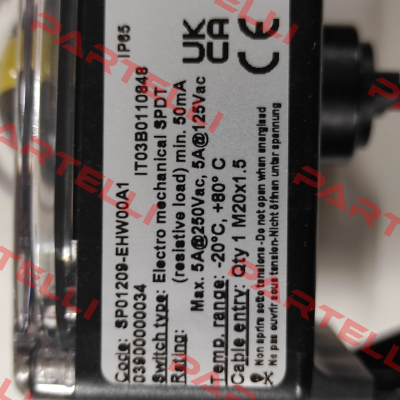 Code: SP01209-EHW00A1 IP65
03900000034 IT03B0110848
Switch type: Electro mechanical SPDT
(resistive load) min. 50mA
Rating: Max. 5A@250Vac, 5A@125Vac
Temp. range: -20°C, +80° C
Cable entry: Qty 1 M20x1.5
Non aprire sotto tensione - Do not open when energised
Ne pas ouvrir sous tension-Nicht öffnen unter spannung
UK
CA
CE
PARTELLI